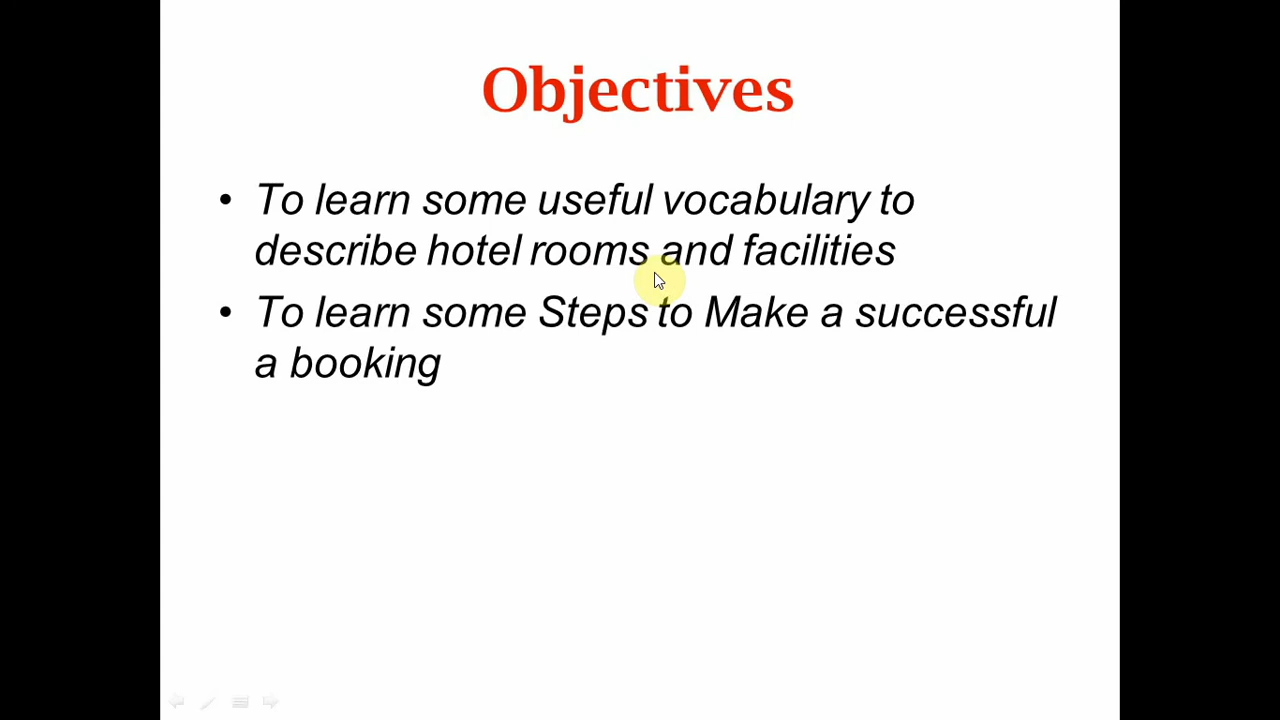 Objectives
• To learn some useful vocabulary to
describe hotel rooms and facilities
• To learn some Steps to Make a successful
a booking